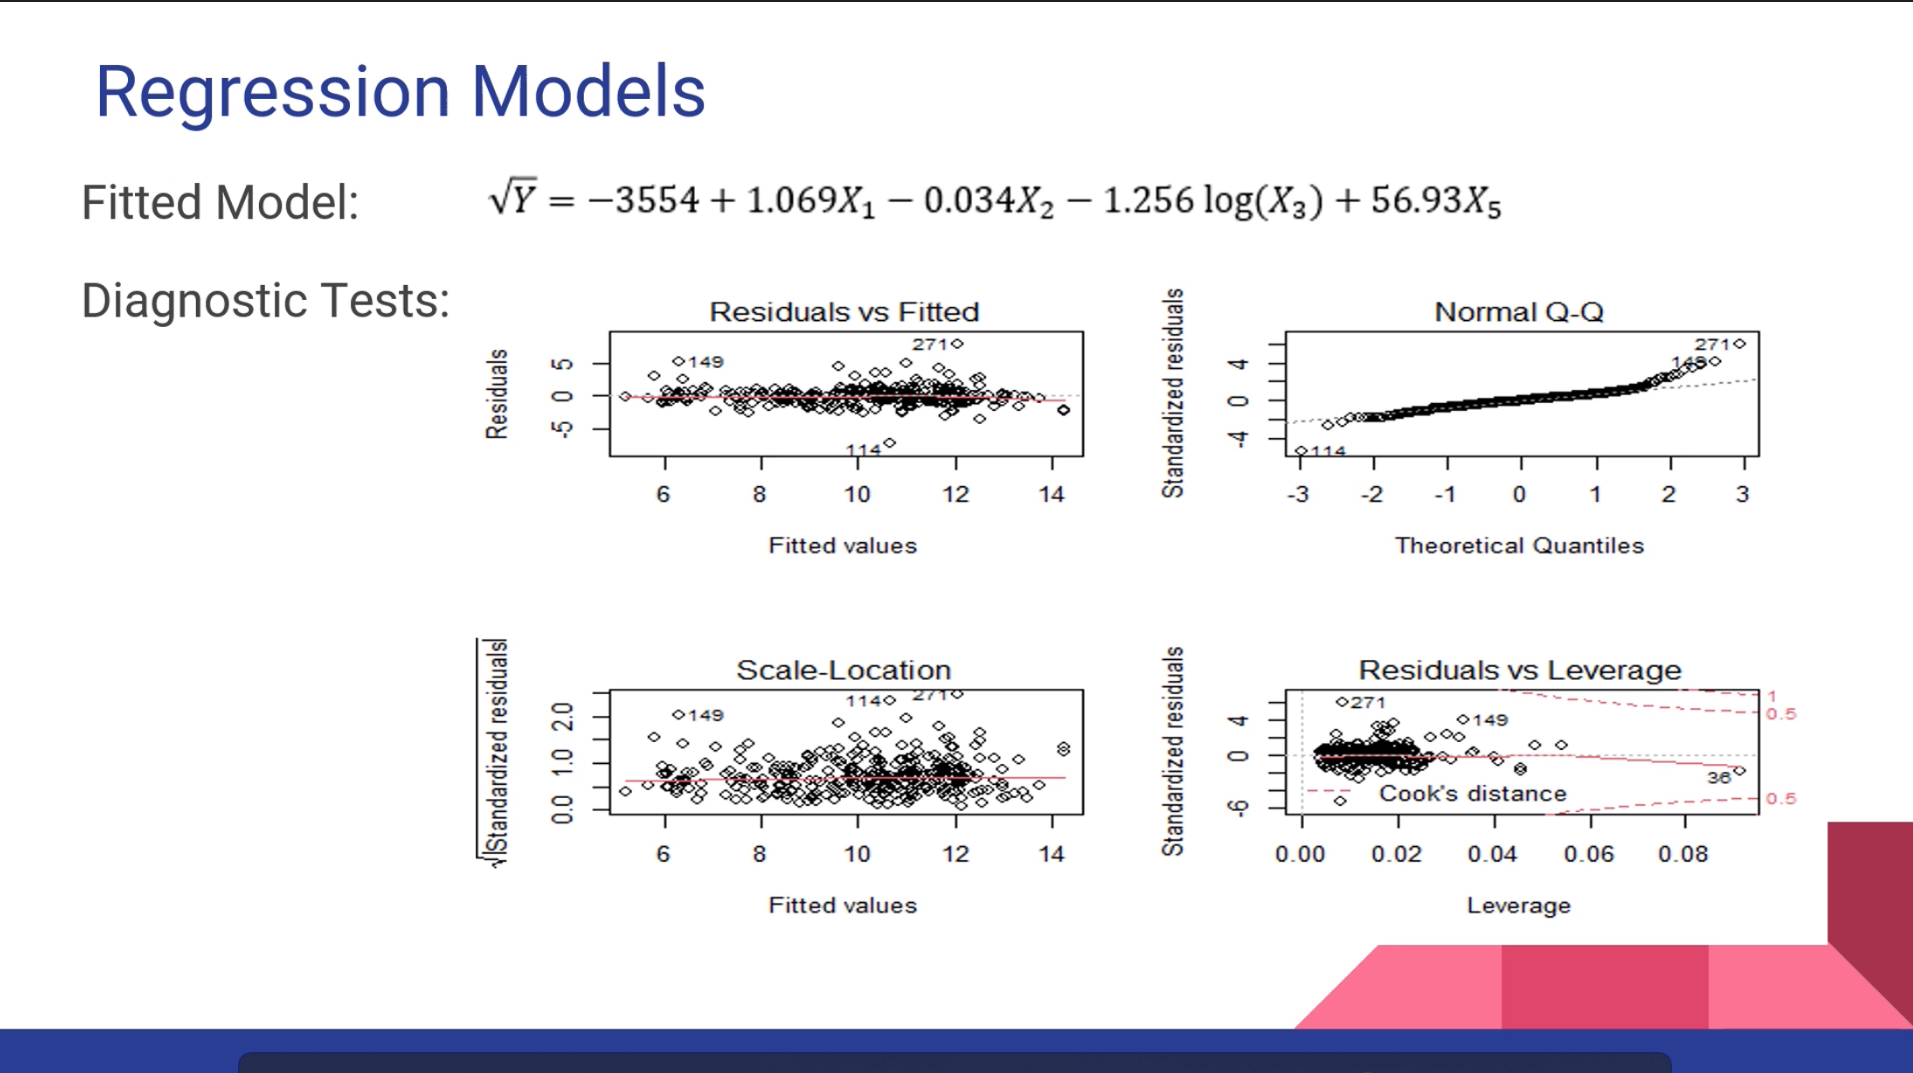 Regression Models
Fitted Model: √Y = −3554 + 1.069X₁ − 0.034X₂ − 1.256 log(X₃) + 56.93X₅
Diagnostic Tests:
Residuals vs Fitted
Residuals
5
0
-5
149
271
114
6 8 10 12 14
Fitted values
Normal Q-Q
Standardized residuals
4
0
-4
271
149
114
-3 -2 -1 0 1 2 3
Theoretical Quantiles
Scale-Location
√|Standardized residuals|
2.0
1.0
0.0
149
114
271
6 8 10 12 14
Fitted values
Residuals vs Leverage
Standardized residuals
4
0
-6
271
149
36
1
0.5
0.5
Cook's distance
0.00 0.02 0.04 0.06 0.08
Leverage